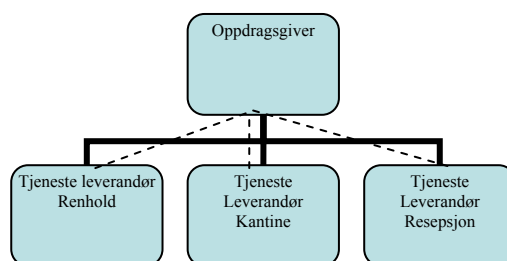 Oppdragsgiver
Tjeneste leverandør
Renhold
Tjeneste
Leverandør
Kantine
Tjeneste
Leverandør
Resepsjon